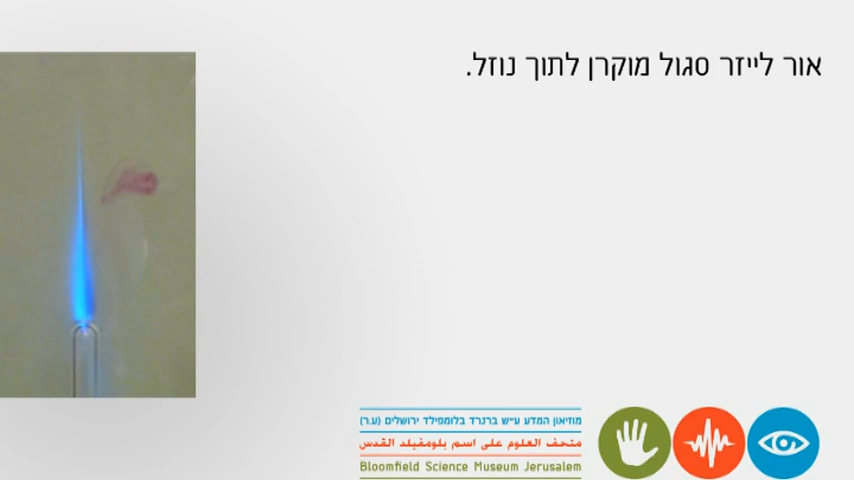 אור לייזר סגול מוקרן לתוך נוזל.
מוזיאון המדע ע״ש ברנרד בלומפילד ירושלים (ע.ר)
متحف العلوم على اسم بلومفيلد القدس
Bloomfield Science Museum Jerusalem